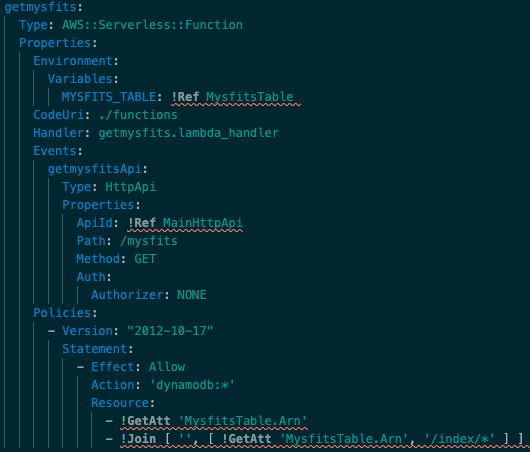 getmysfits:
Type: AWS::Serverless::Function
Properties:
Environment:
Variables:
MYSFITS_TABLE: !Ref MysfitsTable
CodeUri: ./functions
Handler: getmysfits.lambda_handler
Events:
getmysfitsApi:
Type: HttpApi
Properties:
ApiId: !Ref MainHttpApi
Path: /mysfits
Method: GET
Auth:
Authorizer: NONE
Policies:
- Version: "2012-10-17"
Statement:
- Effect: Allow
Action: 'dynamodb:*'
Resource:
- !GetAtt 'MysfitsTable.Arn'
- !Join [ '', [ !GetAtt 'MysfitsTable.Arn', '/index/*' ] ]